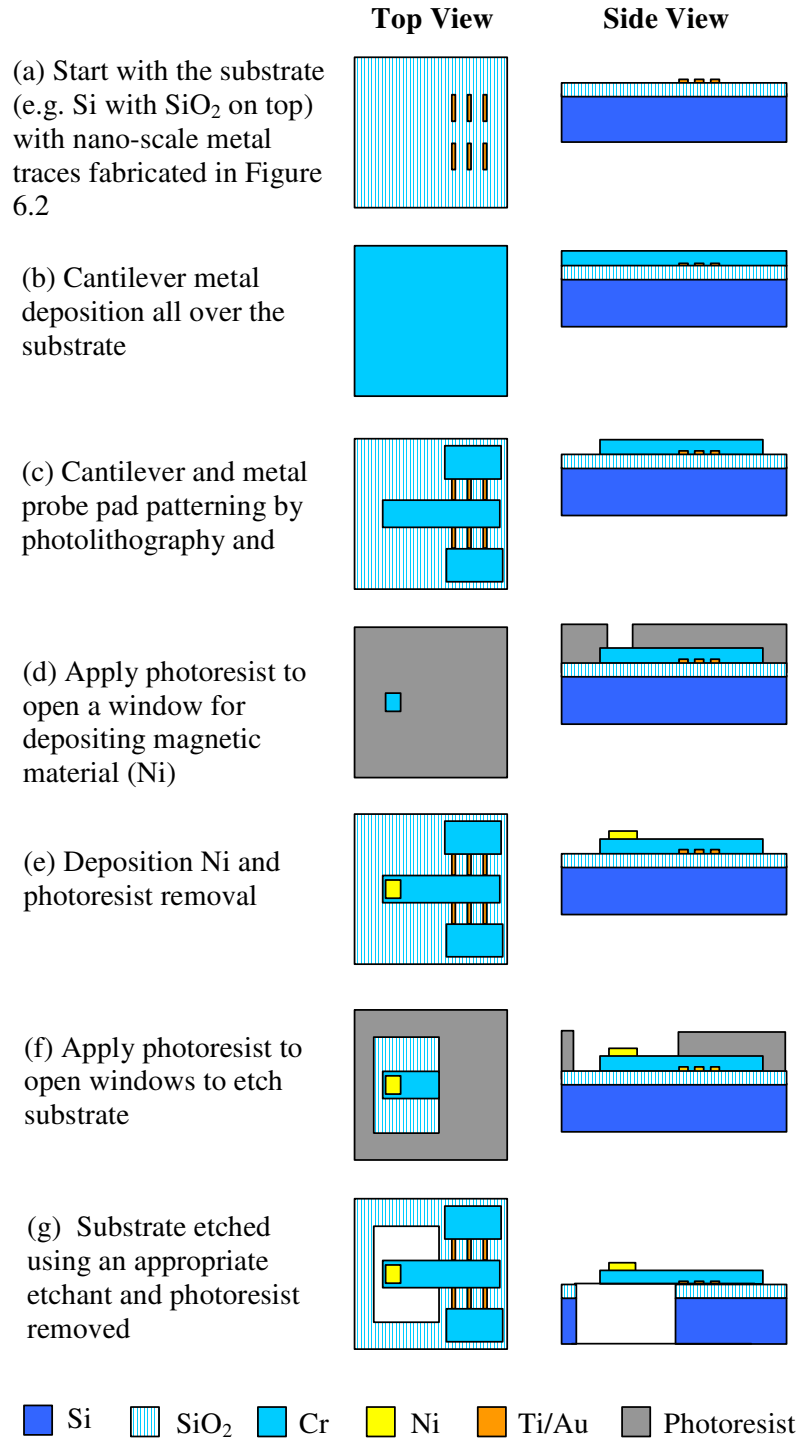 Top View Side View
(a) Start with the substrate
(e.g. Si with SiO₂ on top)
with nano-scale metal
traces fabricated in Figure
6.2
(b) Cantilever metal
deposition all over the
substrate
(c) Cantilever and metal
probe pad patterning by
photolithography and
(d) Apply photoresist to
open a window for
depositing magnetic
material (Ni)
(e) Deposition Ni and
photoresist removal
(f) Apply photoresist to
open windows to etch
substrate
(g) Substrate etched
using an appropriate
etchant and photoresist
removed
Si SiO₂ Cr Ni Ti/Au Photoresist